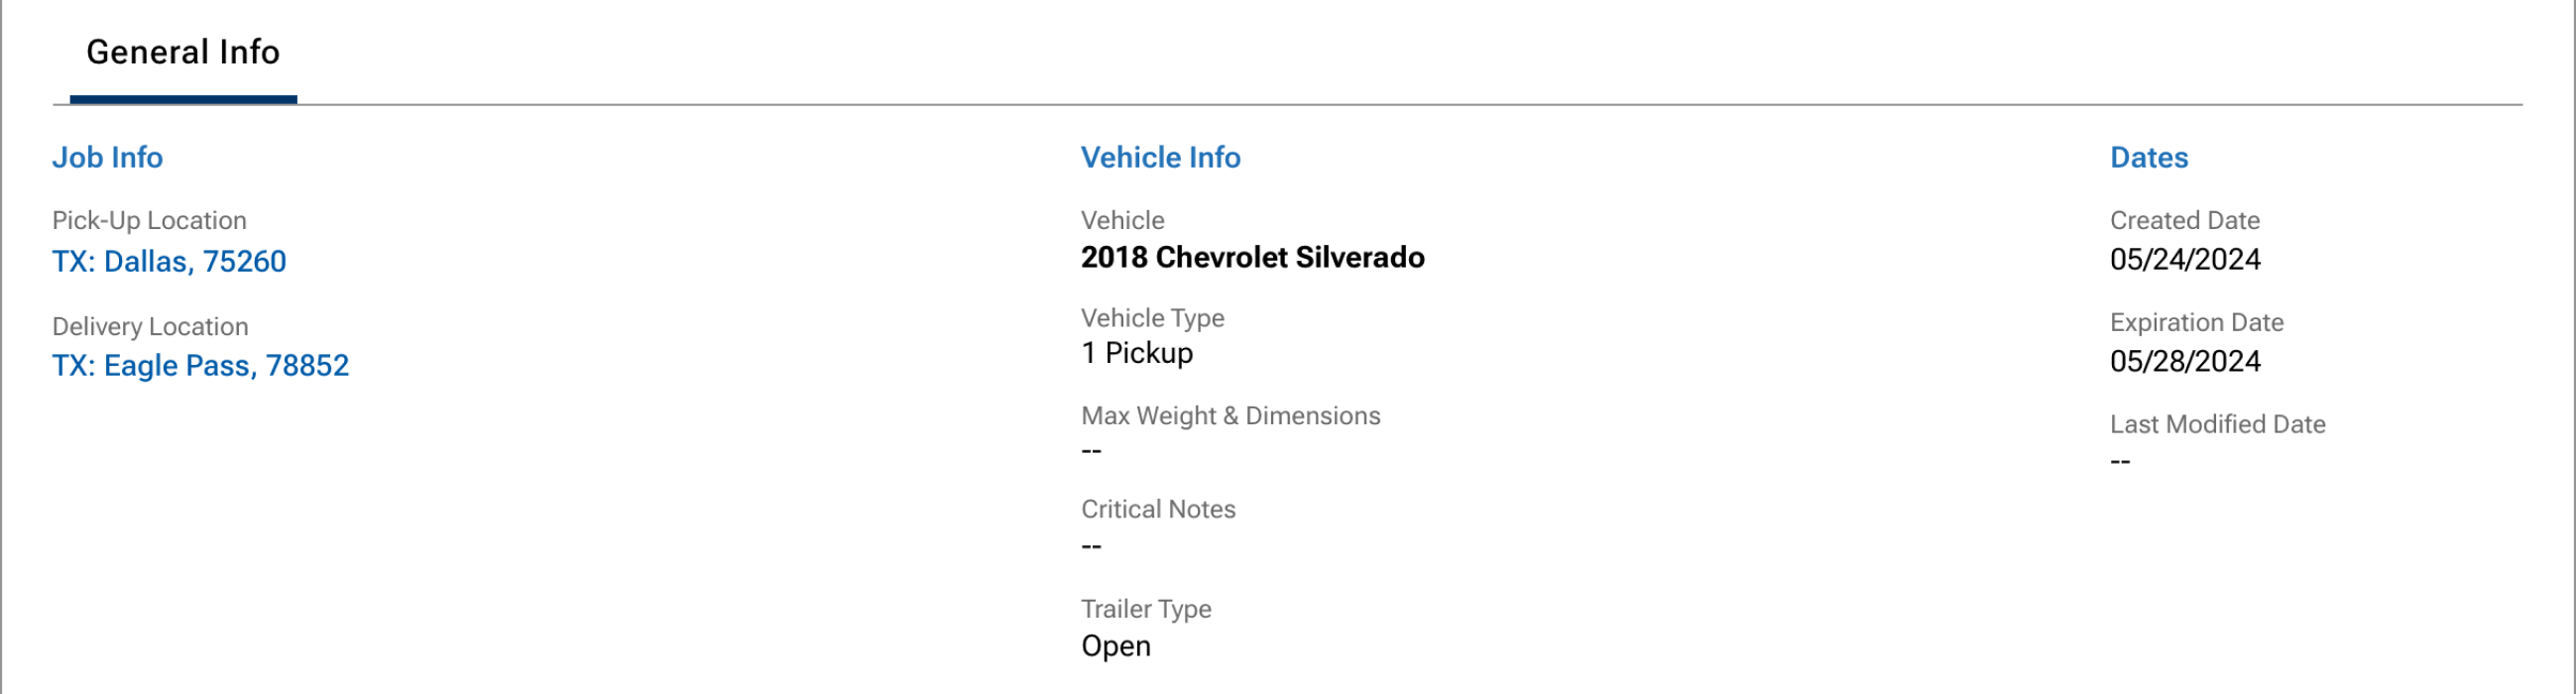 General Info
Job Info
Pick-Up Location
TX: Dallas, 75260
Delivery Location
TX: Eagle Pass, 78852
Vehicle Info
Vehicle
2018 Chevrolet Silverado
Vehicle Type
1 Pickup
Max Weight & Dimensions
--
Critical Notes
--
Trailer Type
Open
Dates
Created Date
05/24/2024
Expiration Date
05/28/2024
Last Modified Date
--